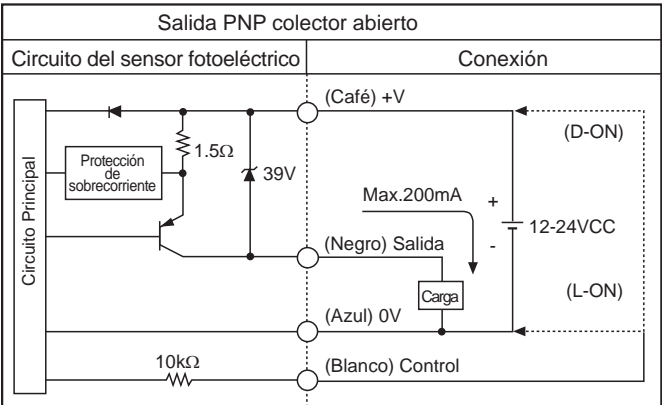 Salida PNP colector abierto
Circuito del sensor fotoeléctrico
Conexión
(Café) +V
(D-ON)
1.5Ω
Protección
de
sobrecorriente
39V
Max.200mA
+
12-24VCC
-
Circuito Principal
(Negro) Salida
Carga
(L-ON)
(Azul) 0V
10kΩ
(Blanco) Control